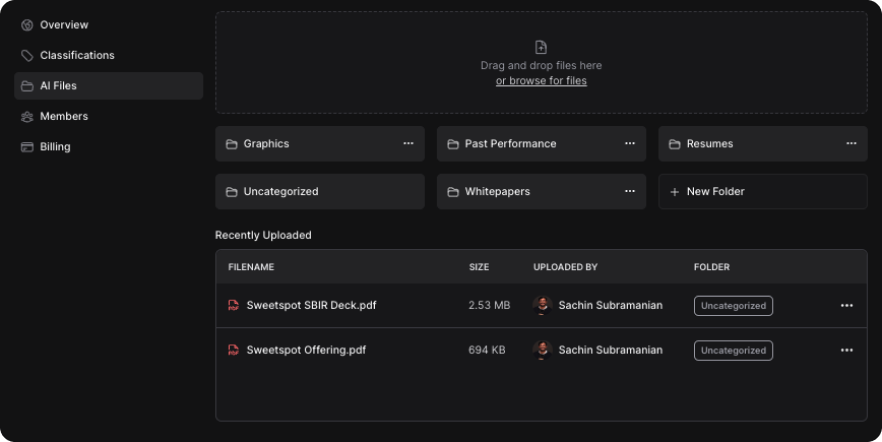 Overview
Classifications
AI Files
Members
Billing
Drag and drop files here
or browse for files
Graphics
Past Performance
Resumes
Uncategorized
Whitepapers
New Folder
Recently Uploaded
FILENAME SIZE UPLOADED BY FOLDER
Sweetspot SBIR Deck.pdf 2.53 MB Sachin Subramanian Uncategorized
Sweetspot Offering.pdf 694 KB Sachin Subramanian Uncategorized